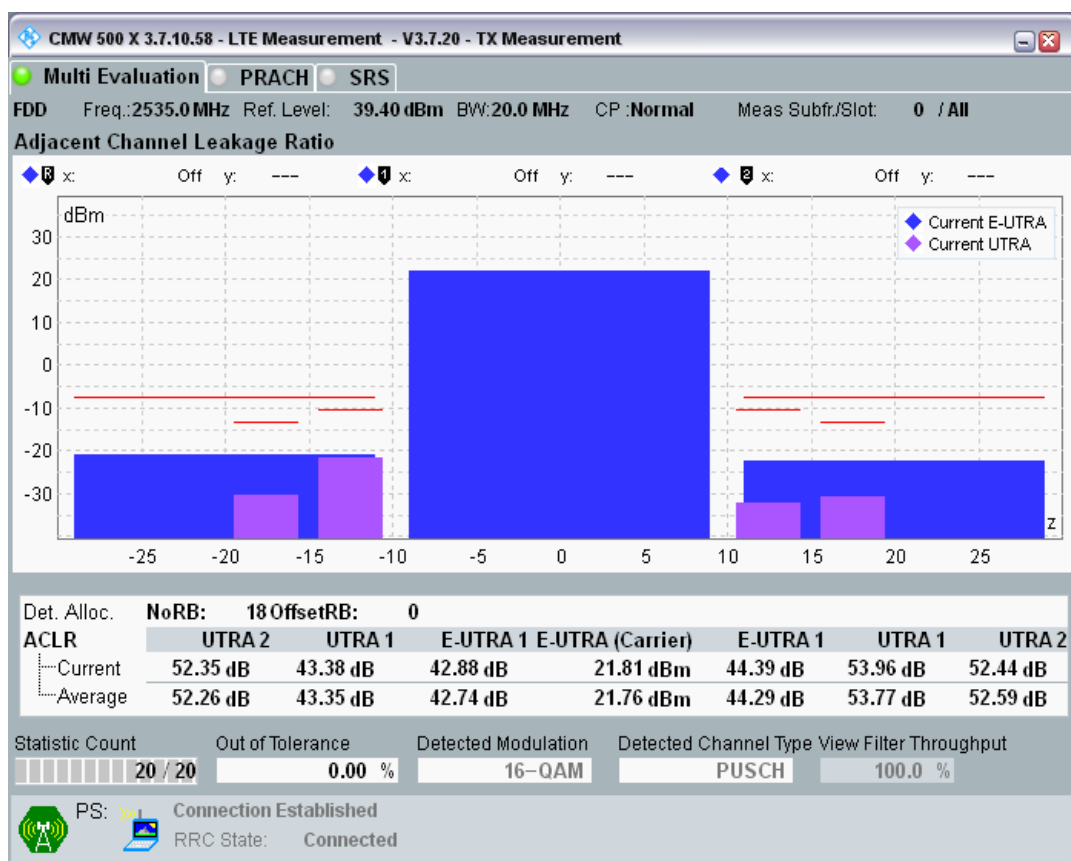 CMW 500 X 3.7.10.58 - LTE Measurement - V3.7.20 - TX Measurement
Multi Evaluation PRACH SRS
FDD Freq.:2535.0 MHz Ref. Level: 39.40 dBm BW:20.0 MHz CP :Normal Meas Subfr./Slot: 0 / All
Adjacent Channel Leakage Ratio
R x: Off y: --- 1 x: Off y: --- 2 x: Off y: ---
dBm
Current E-UTRA
Current UTRA
30
20
10
0
-10
-20
-30
z
-25 -20 -15 -10 -5 0 5 10 15 20 25
Det. Alloc. NoRB: 18 OffsetRB: 0
ACLR UTRA 2 UTRA 1 E-UTRA 1 E-UTRA (Carrier) E-UTRA 1 UTRA 1 UTRA 2
Current 52.35 dB 43.38 dB 42.88 dB 21.81 dBm 44.39 dB 53.96 dB 52.44 dB
Average 52.26 dB 43.35 dB 42.74 dB 21.76 dBm 44.29 dB 53.77 dB 52.59 dB
Statistic Count Out of Tolerance Detected Modulation Detected Channel Type View Filter Throughput
20 / 20 0.00 % 16-QAM PUSCH 100.0 %
PS: Connection Established
RRC State: Connected